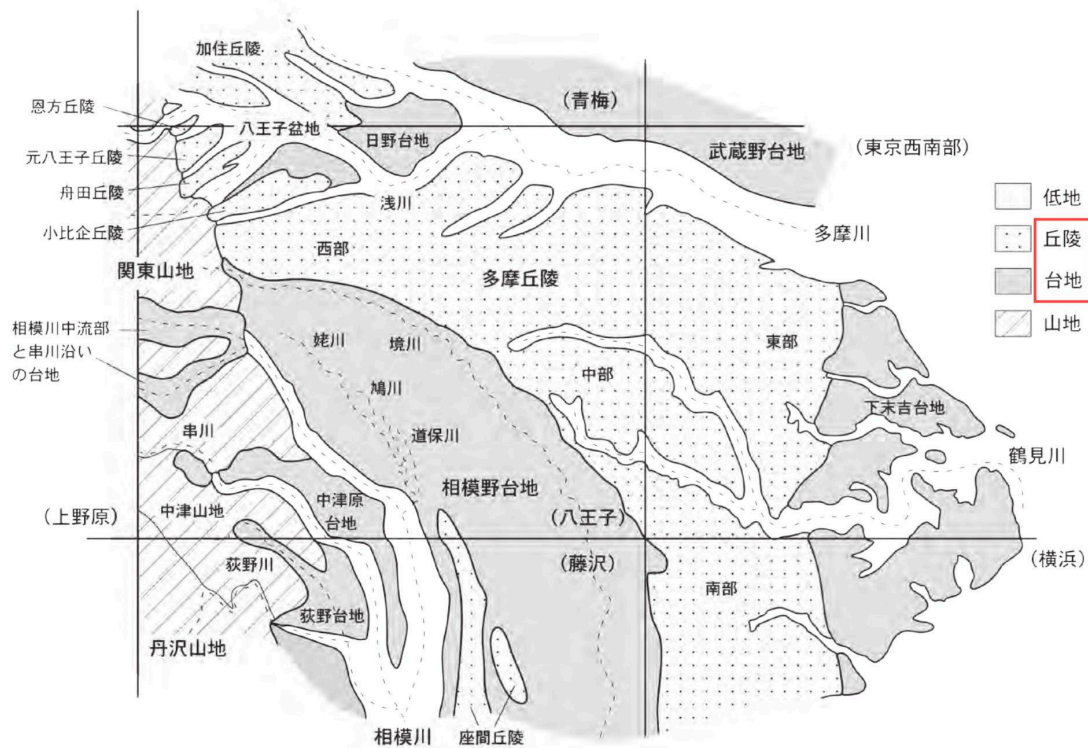 加住丘陵
恩方丘陵
(青梅)
八王子盆地
日野台地
武蔵野台地
(東京西南部)
元八王子丘陵
舟田丘陵
浅川
小比企丘陵
低地
丘陵
台地
山地
多摩川
西部
関東山地
多摩丘陵
相模川中流部
と串川沿い
の台地
姥川
境川
東部
鳩川
中部
下末吉台地
道保川
串川
鶴見川
相模野台地
中津原
台地
中津山地
(上野原)
(八王子)
(藤沢)
(横浜)
荻野川
南部
荻野台地
丹沢山地
相模川
座間丘陵